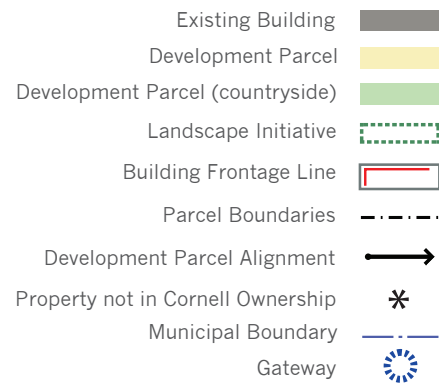 Existing Building
Development Parcel
Development Parcel (countryside)
Landscape Initiative
Building Frontage Line
Parcel Boundaries
Development Parcel Alignment
Property not in Cornell Ownership
Municipal Boundary
Gateway